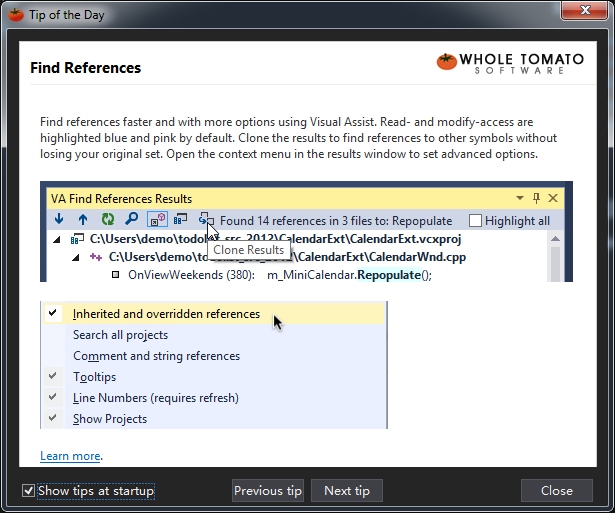 Tip of the Day
Find References
WHOLE TOMATO
SOFTWARE
Find references faster and with more options using Visual Assist. Read- and modify-access are
highlighted blue and pink by default. Clone the results to find references to other symbols without
losing your original set. Open the context menu in the results window to set advanced options.
VA Find References Results
Found 14 references in 3 files to: Repopulate
Highlight all
C:\Users\demo\todolist_src_2012\CalendarExt\CalendarExt.vcxproj
C:\Users\demo\todolist_src_2012\CalendarExt\CalendarWnd.cpp
Clone Results
OnViewWeekends (380): m_MiniCalendar.Repopulate();
Inherited and overridden references
Search all projects
Comment and string references
Tooltips
Line Numbers (requires refresh)
Show Projects
Learn more.
Show tips at startup
Previous tip
Next tip
Close